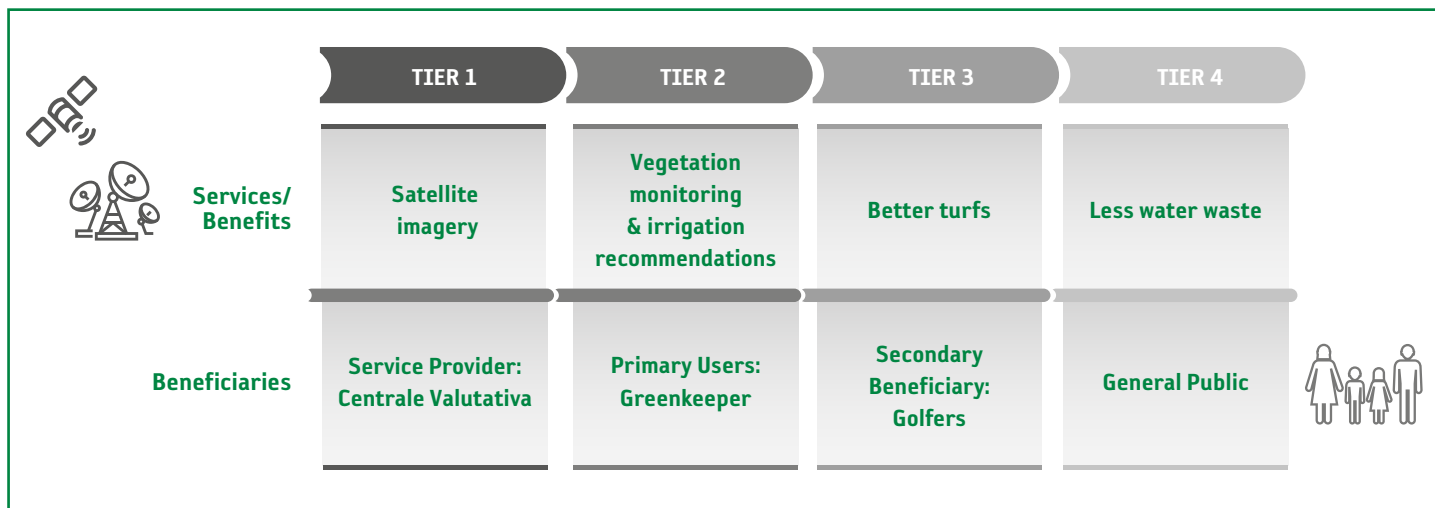 TIER 1
TIER 2
TIER 3
TIER 4
Services/
Benefits
Satellite
imagery
Vegetation
monitoring
& irrigation
recommendations
Better turfs
Less water waste
Beneficiaries
Service Provider:
Centrale Valutativa
Primary Users:
Greenkeeper
Secondary
Beneficiary:
Golfers
General Public